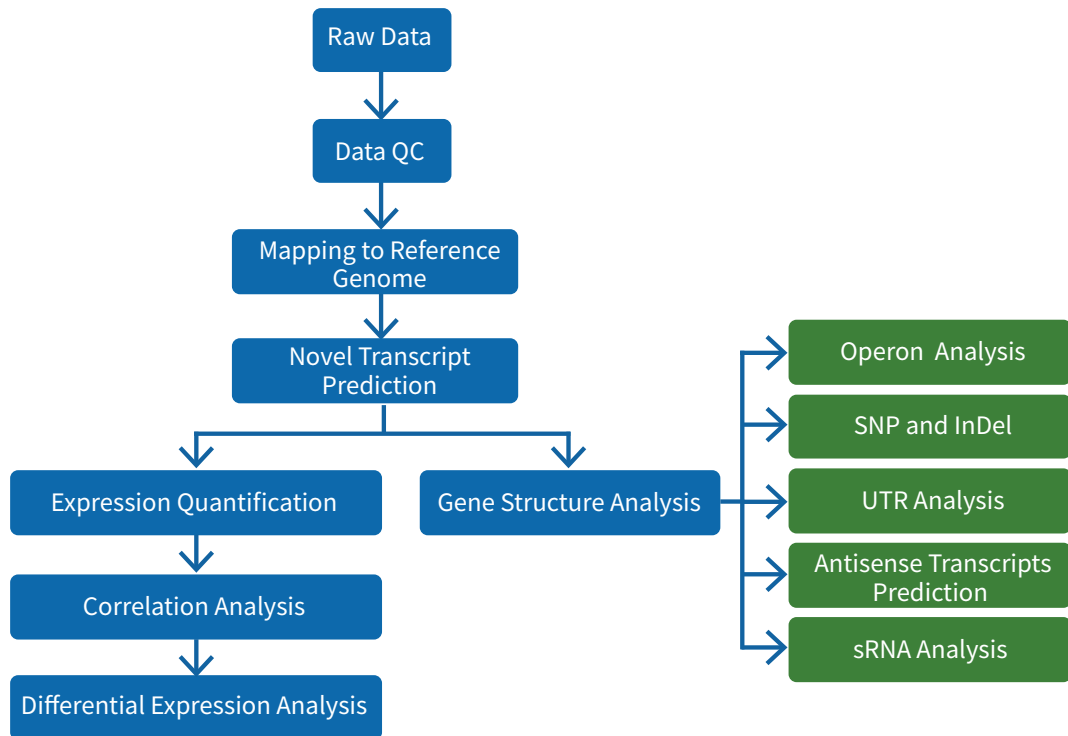 Raw Data
Data QC
Mapping to Reference
Genome
Novel Transcript
Prediction
Expression Quantification
Correlation Analysis
Differential Expression Analysis
Gene Structure Analysis
Operon Analysis
SNP and InDel
UTR Analysis
Antisense Transcripts
Prediction
sRNA Analysis